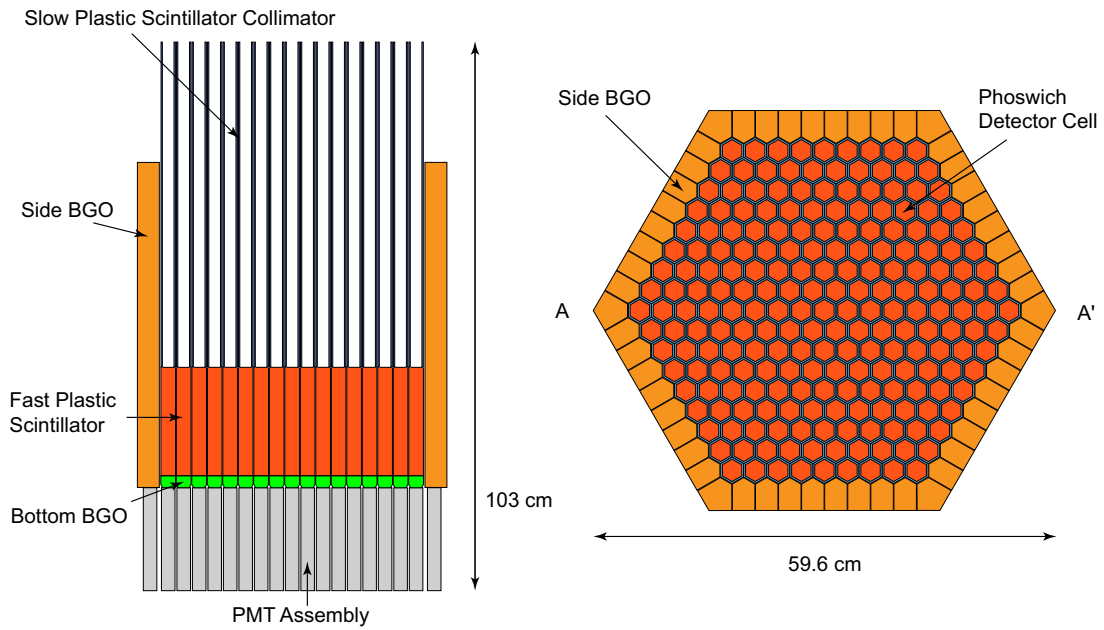 Slow Plastic Scintillator Collimator
Side BGO
Fast Plastic
Scintillator
Bottom BGO
PMT Assembly
103 cm
Side BGO
Phoswich
Detector Cell
A
A'
59.6 cm